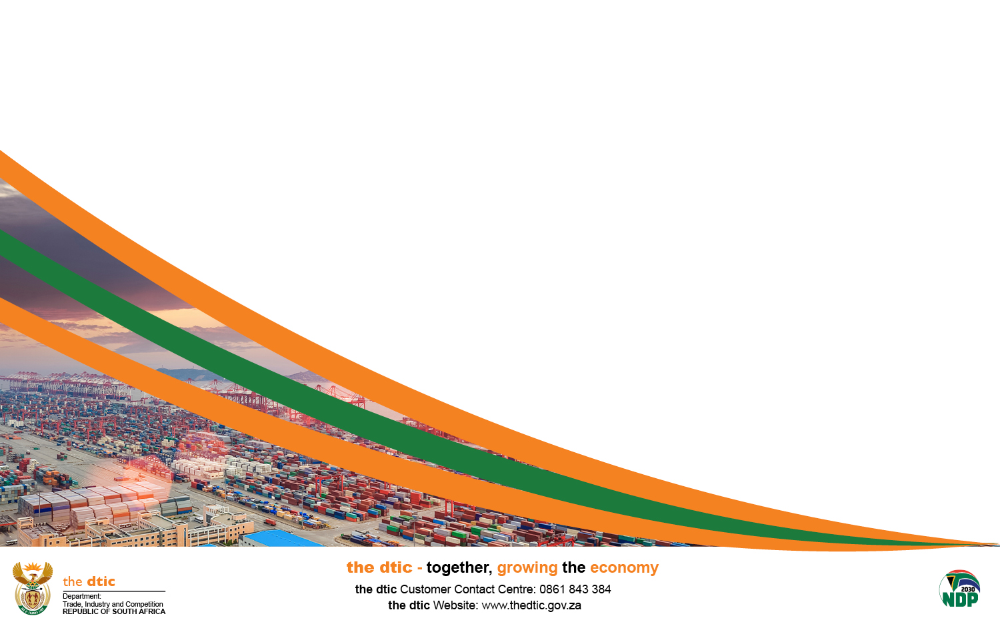 the dtic - together, growing the economy
the dtic Customer Contact Centre: 0861 843 384
the dtic Website: www.thedtic.gov.za
the dtic
Department:
Trade, Industry and Competition
REPUBLIC OF SOUTH AFRICA
2030
NDP